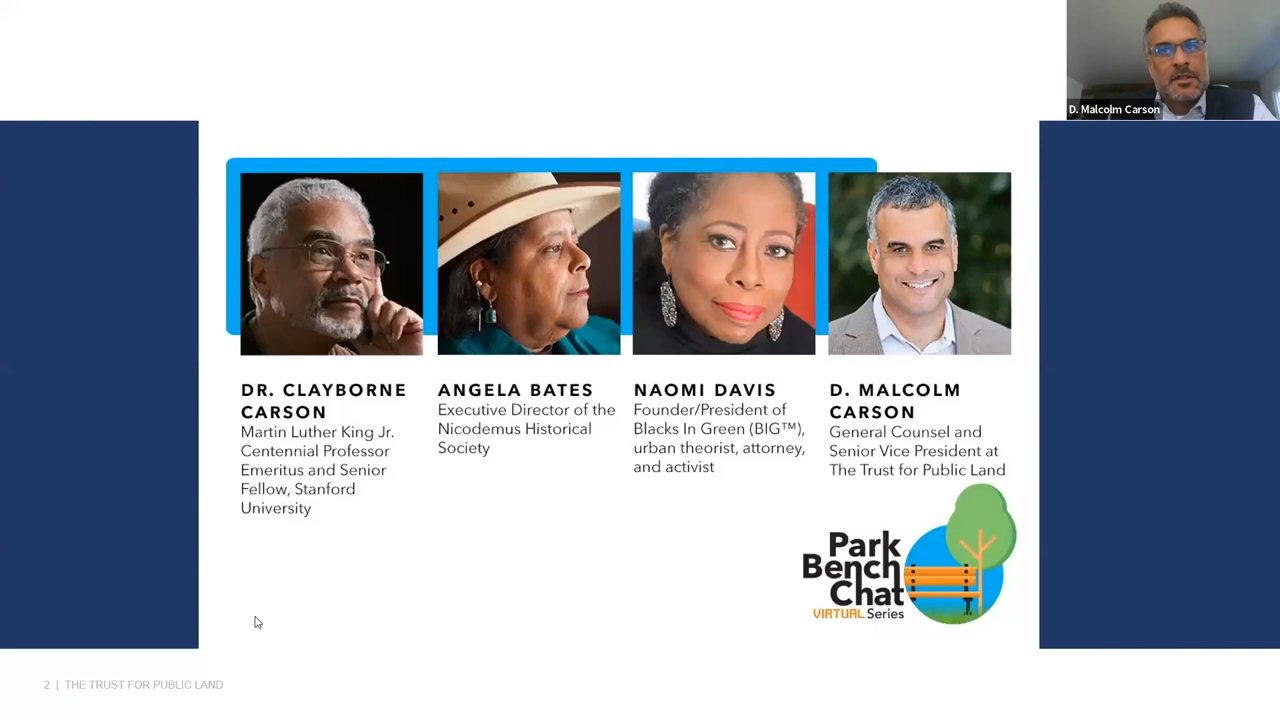 D. Malcolm Carson
DR. CLAYBORNE
CARSON
Martin Luther King Jr.
Centennial Professor
Emeritus and Senior
Fellow, Stanford
University
ANGELA BATES
Executive Director of the
Nicodemus Historical
Society
NAOMI DAVIS
Founder/President of
Blacks In Green (BIG™),
urban theorist, attorney,
and activist
D. MALCOLM
CARSON
General Counsel and
Senior Vice President at
The Trust for Public Land
Park
Bench
Chat
VIRTUAL Series
2 | THE TRUST FOR PUBLIC LAND